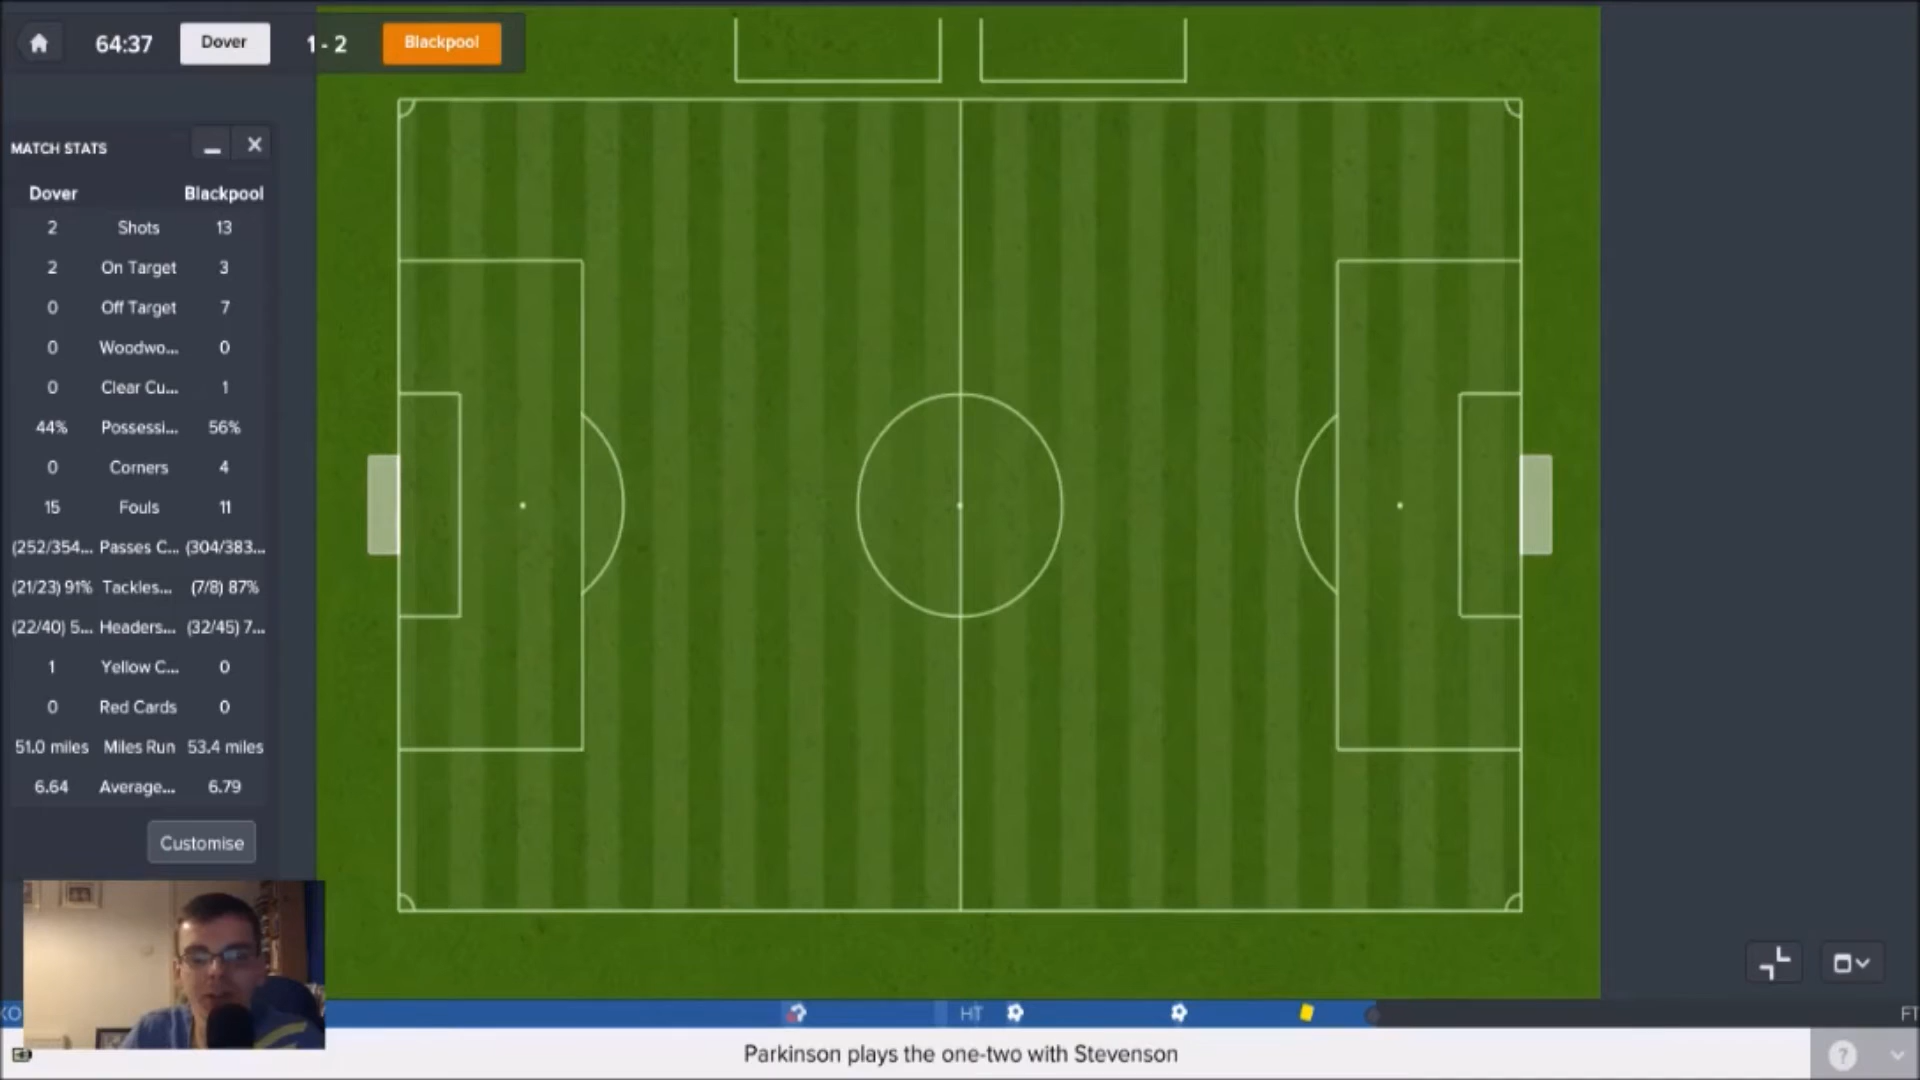 64:37 Dover 1 - 2 Blackpool
MATCH STATS
Dover Blackpool
2 Shots 13
2 On Target 3
0 Off Target 7
0 Woodwo... 0
0 Clear Cu... 1
44% Possessi... 56%
0 Corners 4
15 Fouls 11
(252/354... Passes C... (304/383...
(21/23) 91% Tackles... (7/8) 87%
(22/40) 5... Headers... (32/45) 7...
1 Yellow C... 0
0 Red Cards 0
51.0 miles Miles Run 53.4 miles
6.64 Average... 6.79
Customise
KO HT FT
Parkinson plays the one-two with Stevenson
?